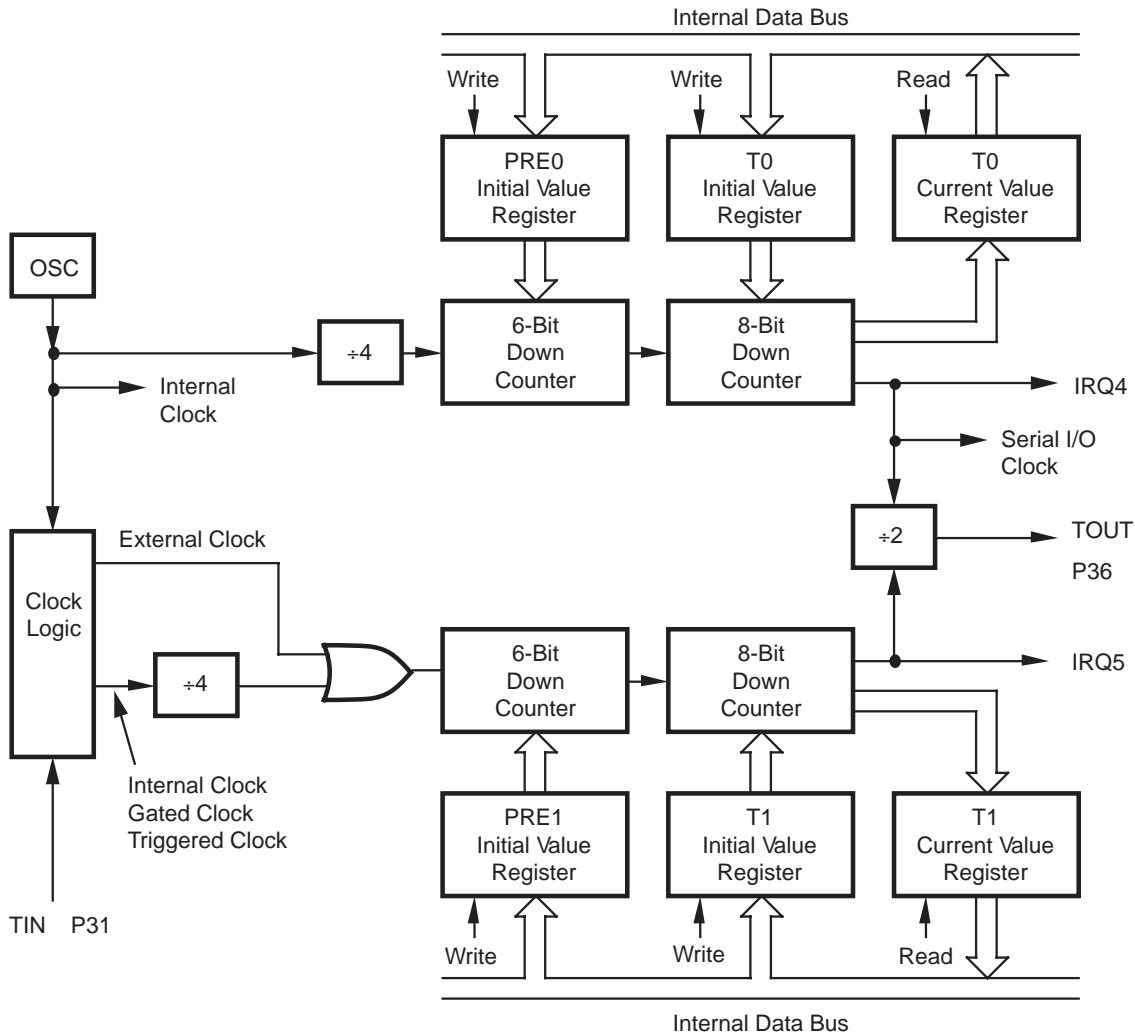 Internal Data Bus
Write
Write
Read
PRE0
Initial Value
Register
T0
Initial Value
Register
T0
Current Value
Register
OSC
÷4
6-Bit
Down
Counter
8-Bit
Down
Counter
Internal
Clock
IRQ4
Serial I/O
Clock
÷2
TOUT
P36
External Clock
Clock
Logic
÷4
6-Bit
Down
Counter
8-Bit
Down
Counter
IRQ5
Internal Clock
Gated Clock
Triggered Clock
PRE1
Initial Value
Register
T1
Initial Value
Register
T1
Current Value
Register
TIN P31
Write
Write
Read
Internal Data Bus